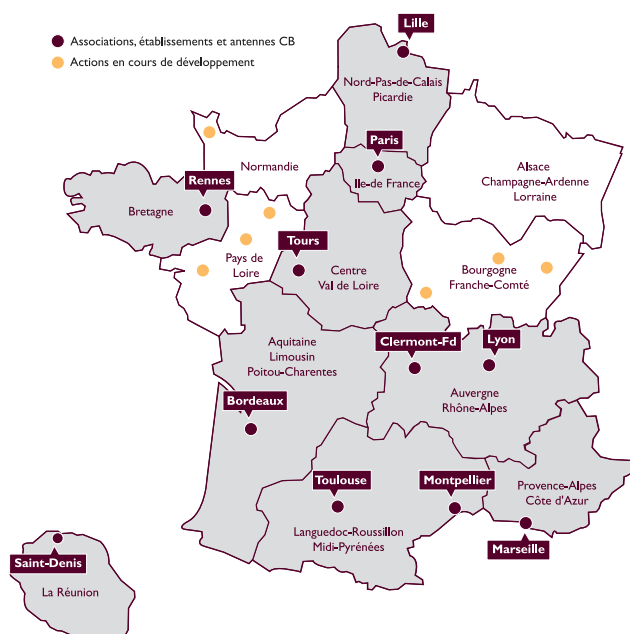 Lille
Associations, établissements et antennes CB
Actions en cours de développement
Nord-Pas-de-Calais
Picardie
Paris
Ile-de France
Normandie
Alsace
Champagne-Ardenne
Lorraine
Rennes
Bretagne
Pays de
Loire
Tours
Centre
Val de Loire
Bourgogne
Franche-Comté
Aquitaine
Limousin
Poitou-Charentes
Clermont-Fd
Lyon
Auvergne
Rhône-Alpes
Bordeaux
Toulouse
Montpellier
Languedoc-Roussillon
Midi-Pyrénées
Provence-Alpes
Côte d'Azur
Marseille
Saint-Denis
La Réunion